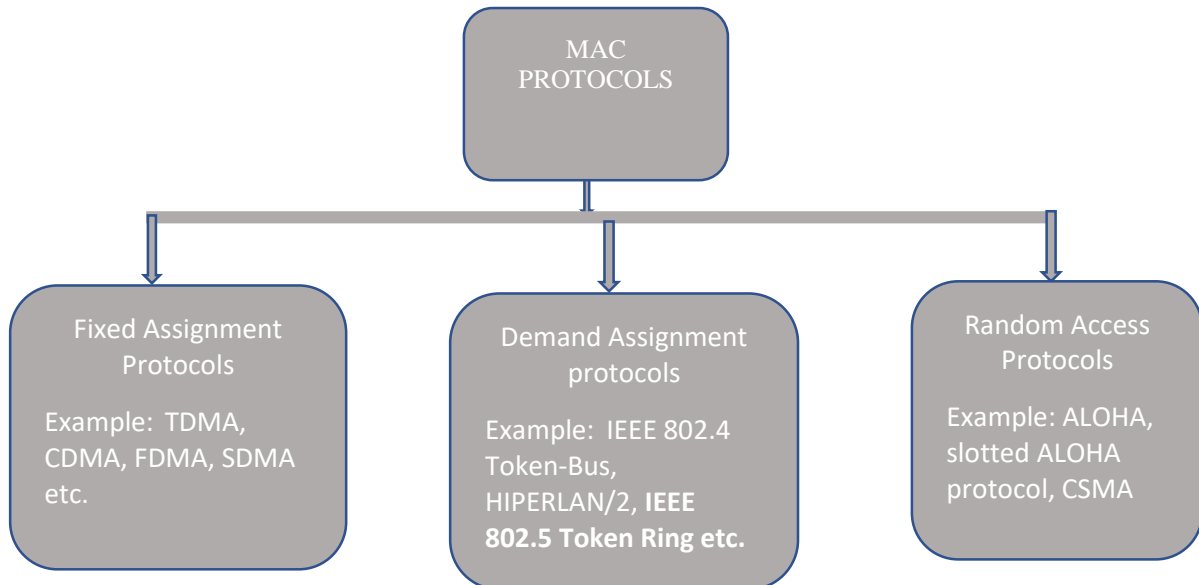 MAC
PROTOCOLS
Fixed Assignment
Protocols
Example: TDMA,
CDMA, FDMA, SDMA
etc.
Demand Assignment
protocols
Example: IEEE 802.4
Token-Bus,
HIPERLAN/2, IEEE
802.5 Token Ring etc.
Random Access
Protocols
Example: ALOHA,
slotted ALOHA
protocol, CSMA